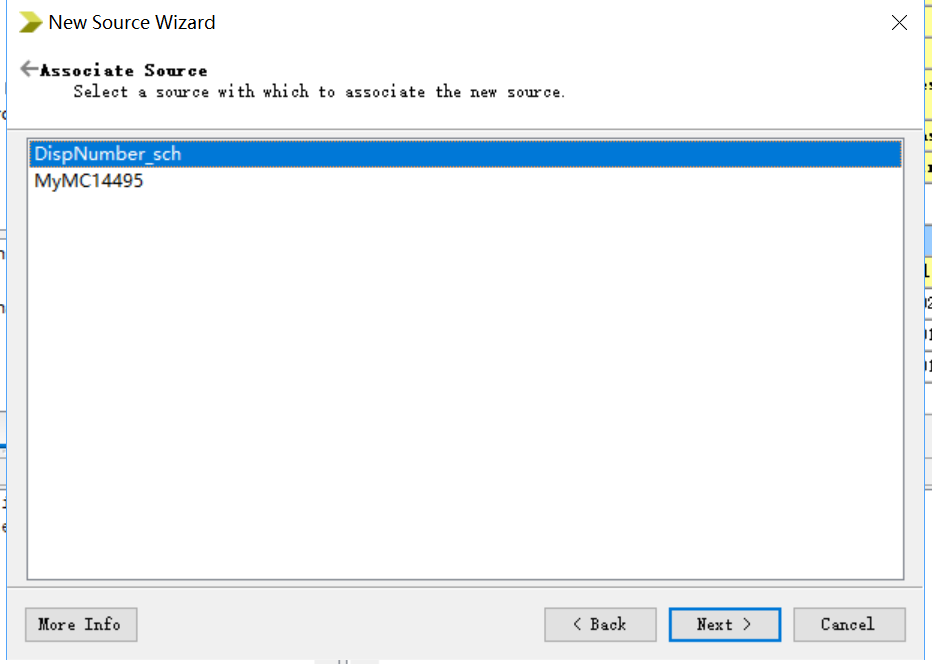 New Source Wizard
Associate Source
Select a source with which to associate the new source.
DispNumber_sch
MyMC14495
More Info
< Back
Next >
Cancel